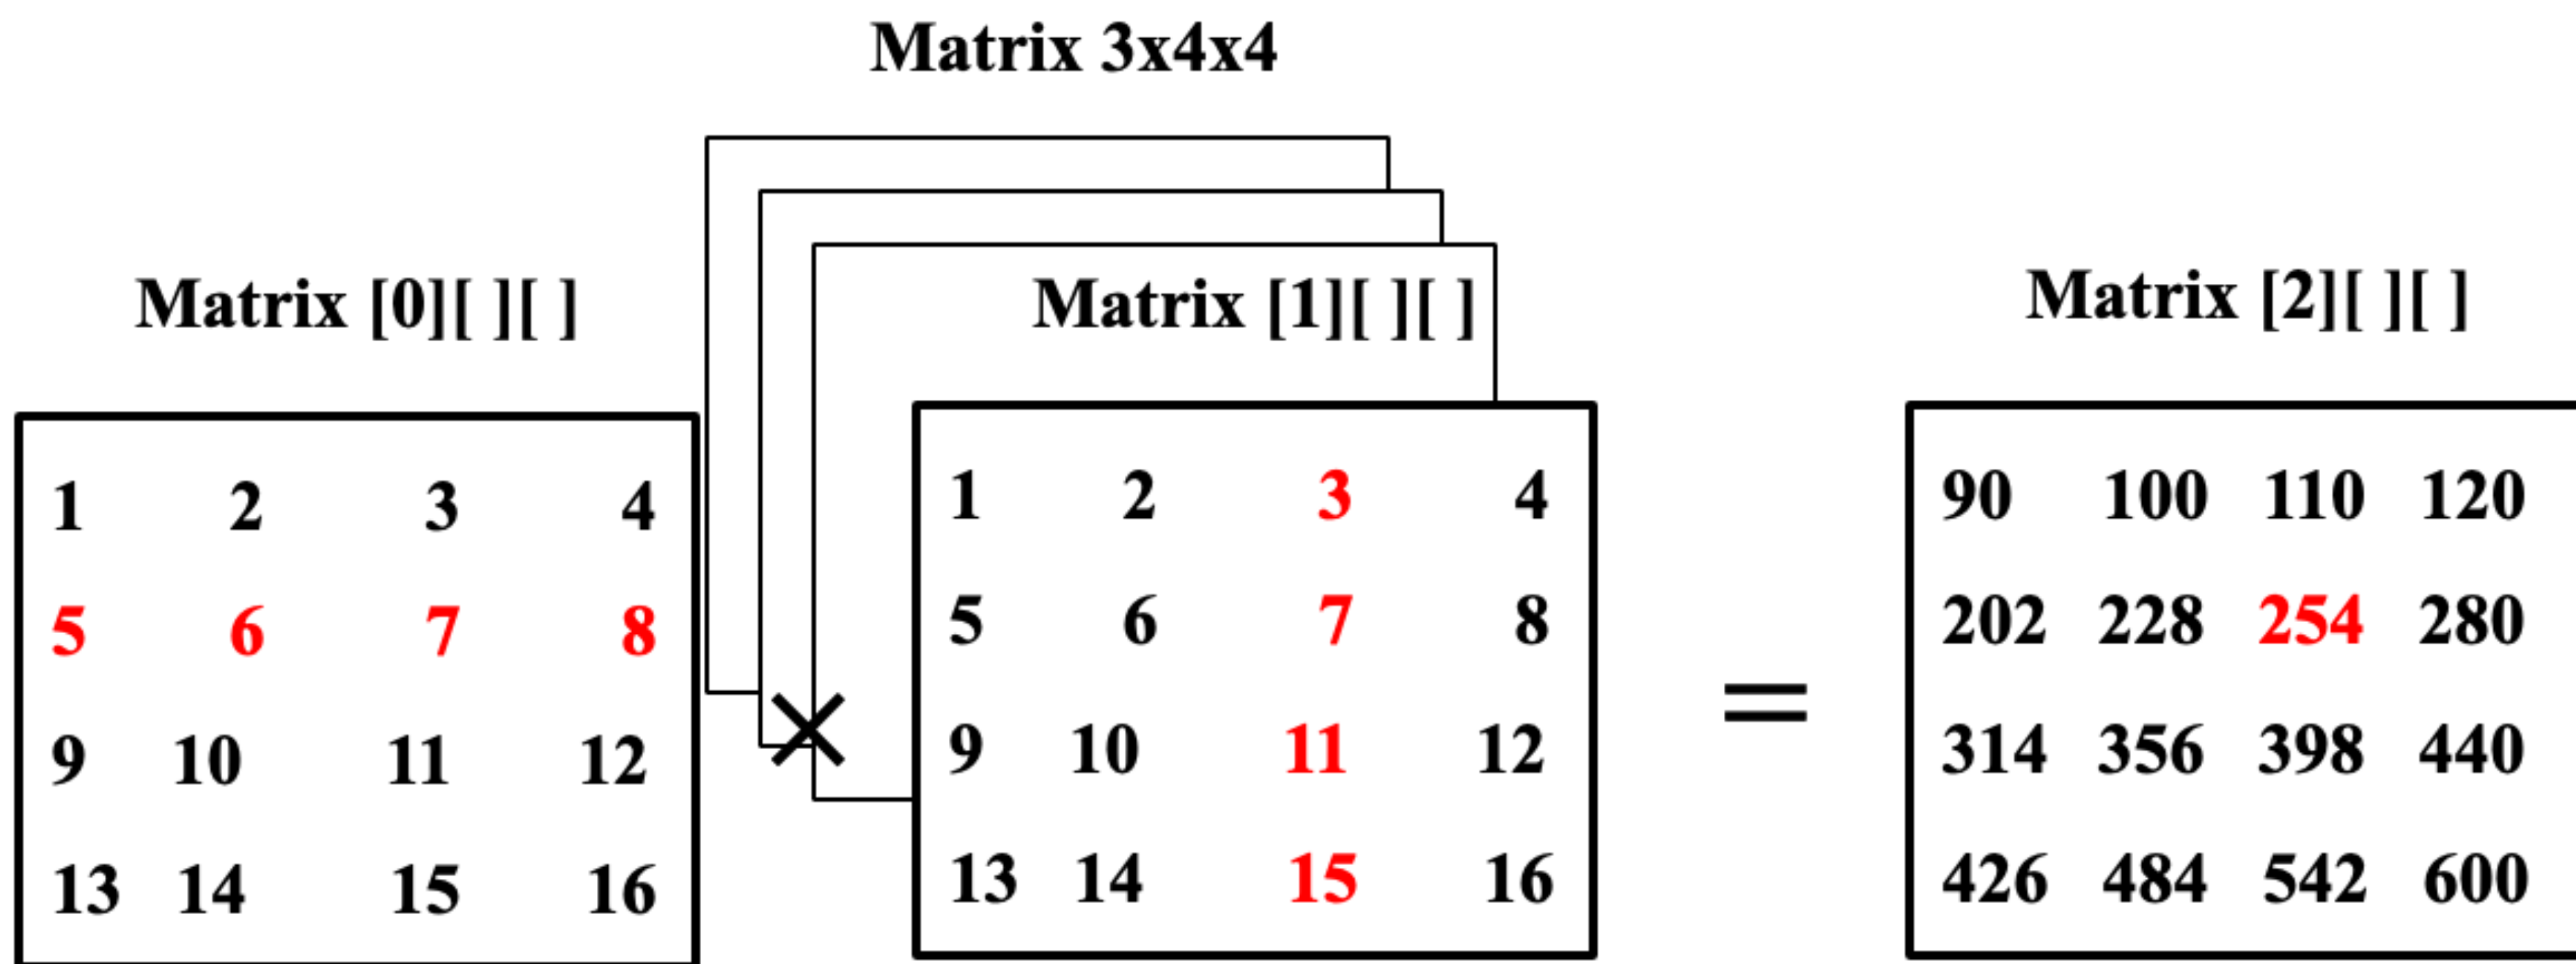 Matrix 3x4x4
Matrix [0][ ][ ]
1 2 3 4
5 6 7 8
9 10 11 12
13 14 15 16
×
Matrix [1][ ][ ]
1 2 3 4
5 6 7 8
9 10 11 12
13 14 15 16
=
Matrix [2][ ][ ]
90 100 110 120
202 228 254 280
314 356 398 440
426 484 542 600